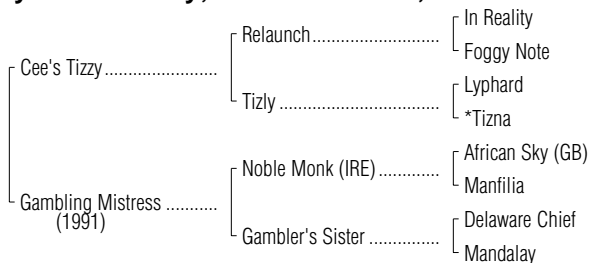 In Reality
Relaunch
Foggy Note
Cee's Tizzy
Lyphard
Tizly
*Tizna
African Sky (GB)
Noble Monk (IRE)
Manfilia
Gambling Mistress
(1991)
Delaware Chief
Gambler's Sister
Mandalay